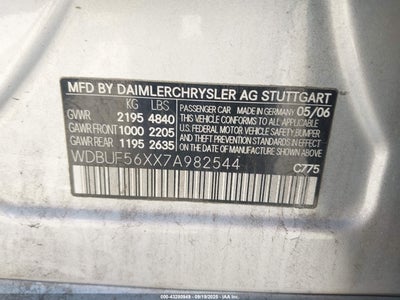 MFD BY DAIMLERCHRYSLER AG STUTTGART
KG LBS
PASSENGER CAR MADE IN GERMANY 05/06
GVWR 2195 4840
GAWR FRONT 1000 2205
GAWR REAR 1195 2635
THIS VEHICLE CONFORMS TO ALL APPLICABLE
U.S. FEDERAL MOTOR VEHICLE SAFETY, BUMPER
AND THEFT PREVENTION STANDARDS
IN EFFECT ON THE DATE OF
MANUFACTURE SHOWN ABOVE.
WDBUF56XX7A982544
C775